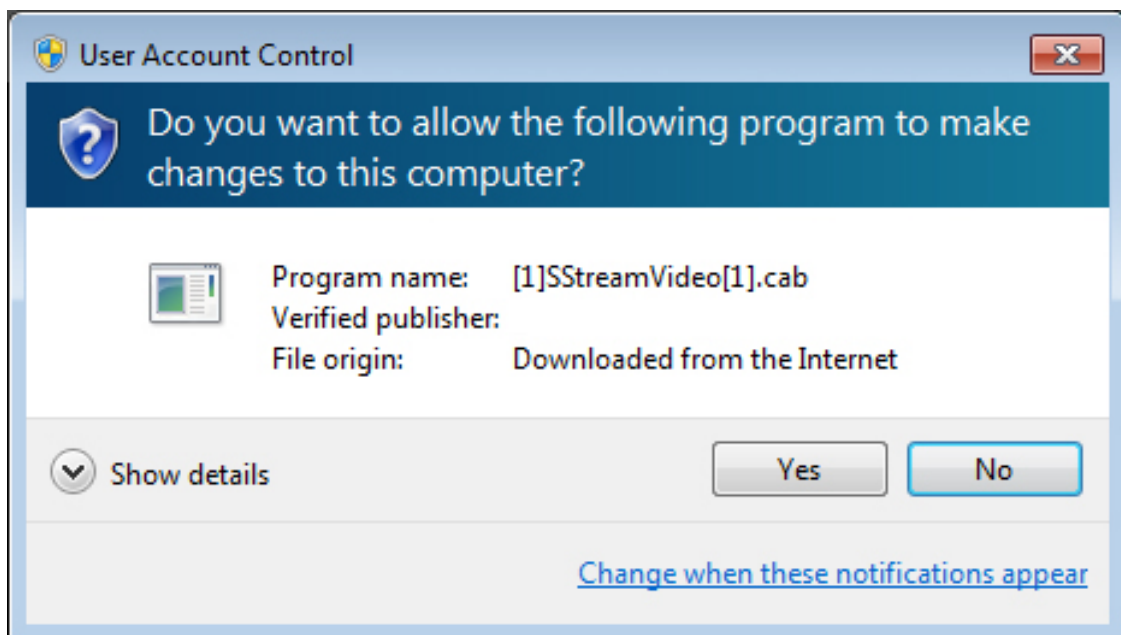 User Account Control
Do you want to allow the following program to make
changes to this computer?
Program name: [1]SStreamVideo[1].cab
Verified publisher:
File origin: Downloaded from the Internet
Show details
Yes
No
Change when these notifications appear